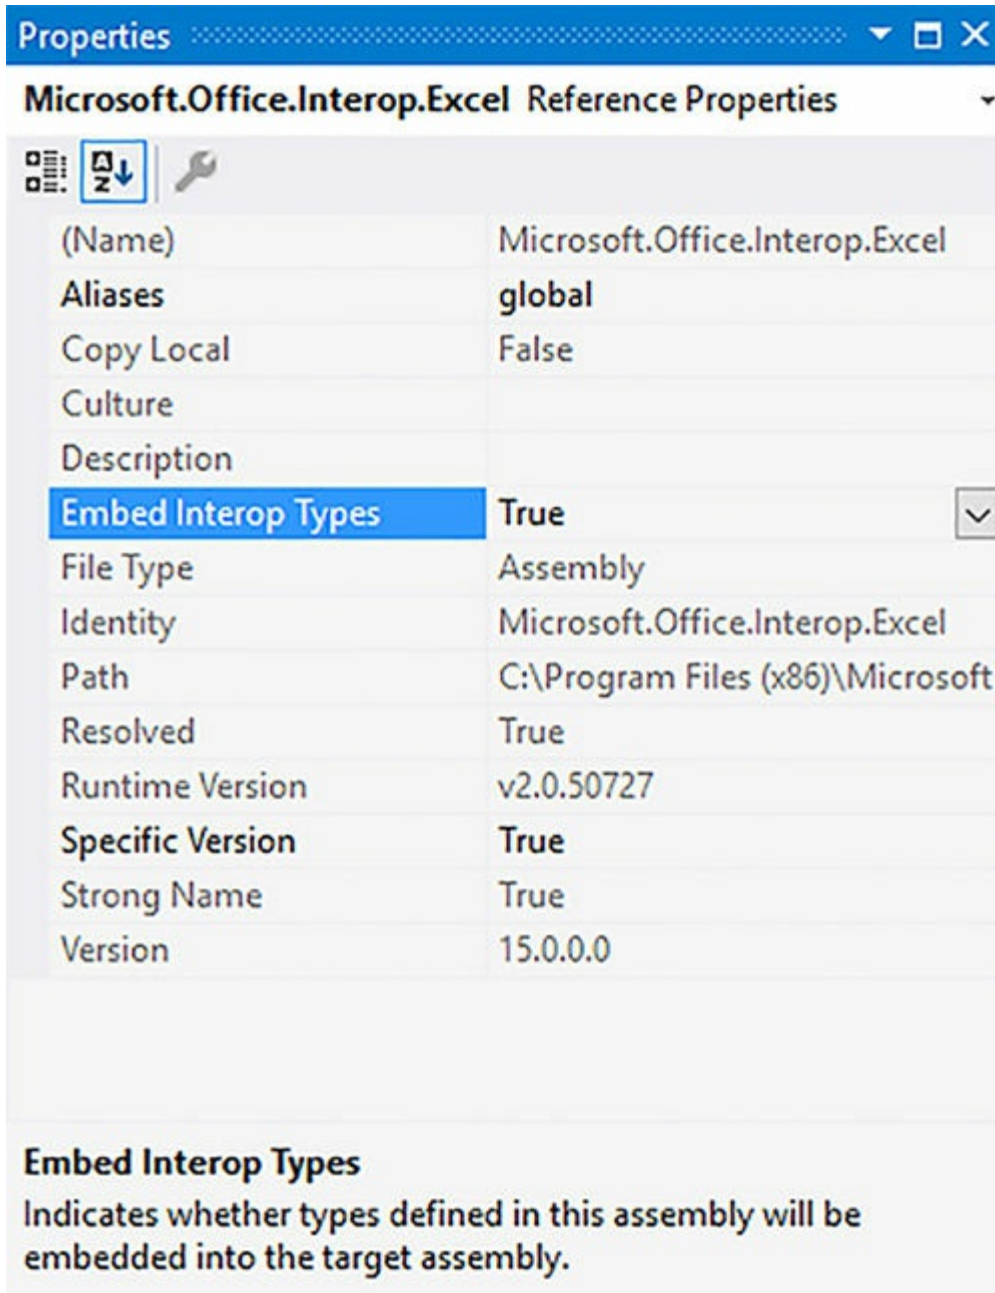 Properties
Microsoft.Office.Interop.Excel Reference Properties
(Name) Microsoft.Office.Interop.Excel
Aliases global
Copy Local False
Culture
Description
Embed Interop Types True
File Type Assembly
Identity Microsoft.Office.Interop.Excel
Path C:\Program Files (x86)\Microsoft
Resolved True
Runtime Version v2.0.50727
Specific Version True
Strong Name True
Version 15.0.0.0
Embed Interop Types
Indicates whether types defined in this assembly will be
embedded into the target assembly.